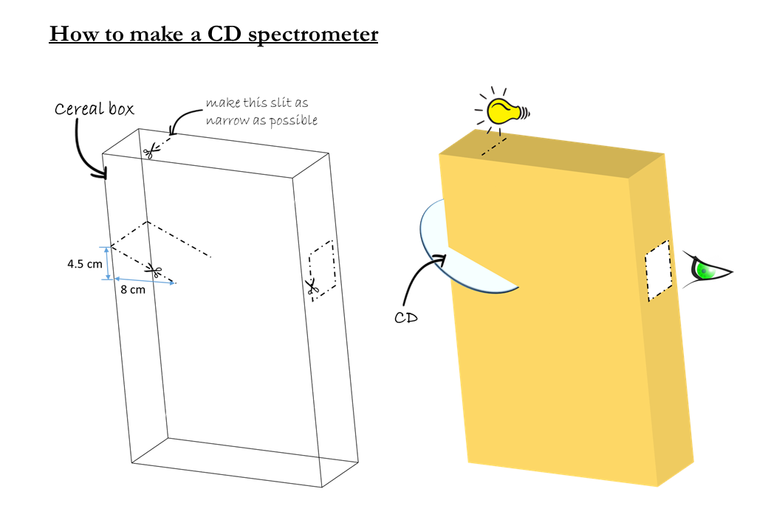 How to make a CD spectrometer
Cereal box
make this slit as
narrow as possible
4.5 cm
8 cm
CD